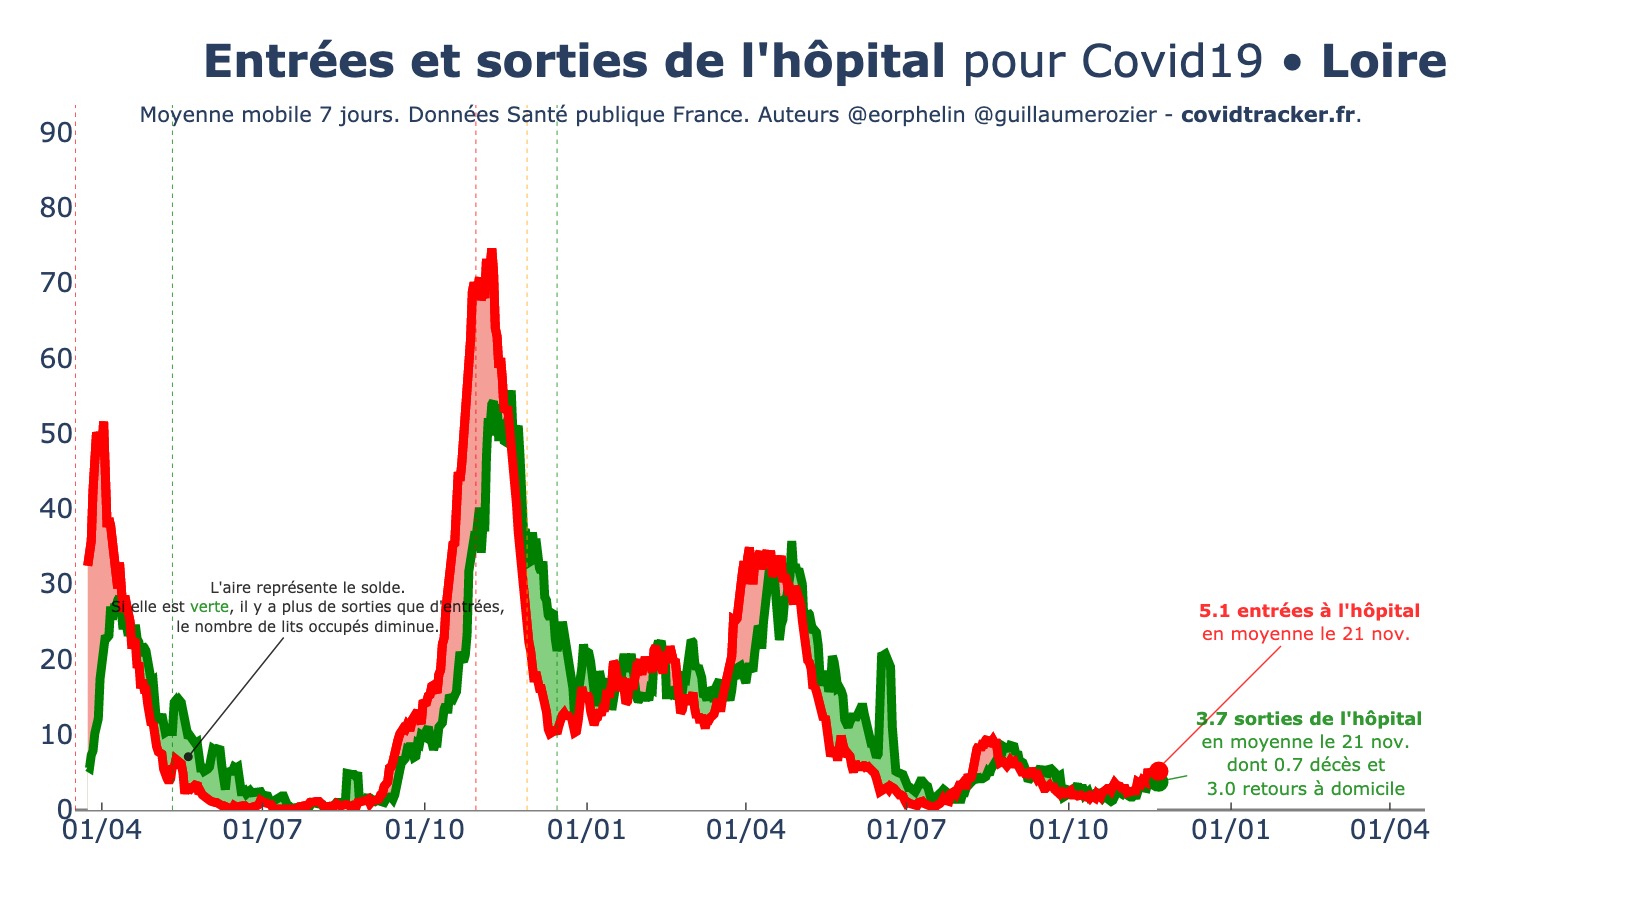 Entrées et sorties de l'hôpital pour Covid19 • Loire
Moyenne mobile 7 jours. Données Santé publique France. Auteurs @eorphelin @guillaumerozier - covidtracker.fr.
90
80
70
60
50
40
30
20
10
0
L'aire représente le solde.
Si elle est verte, il y a plus de sorties que d'entrées,
le nombre de lits occupés diminue.
5.1 entrées à l'hôpital
en moyenne le 21 nov.
3.7 sorties de l'hôpital
en moyenne le 21 nov.
dont 0.7 décès et
3.0 retours à domicile
01/04 01/07 01/10 01/01 01/04 01/07 01/10 01/01 01/04